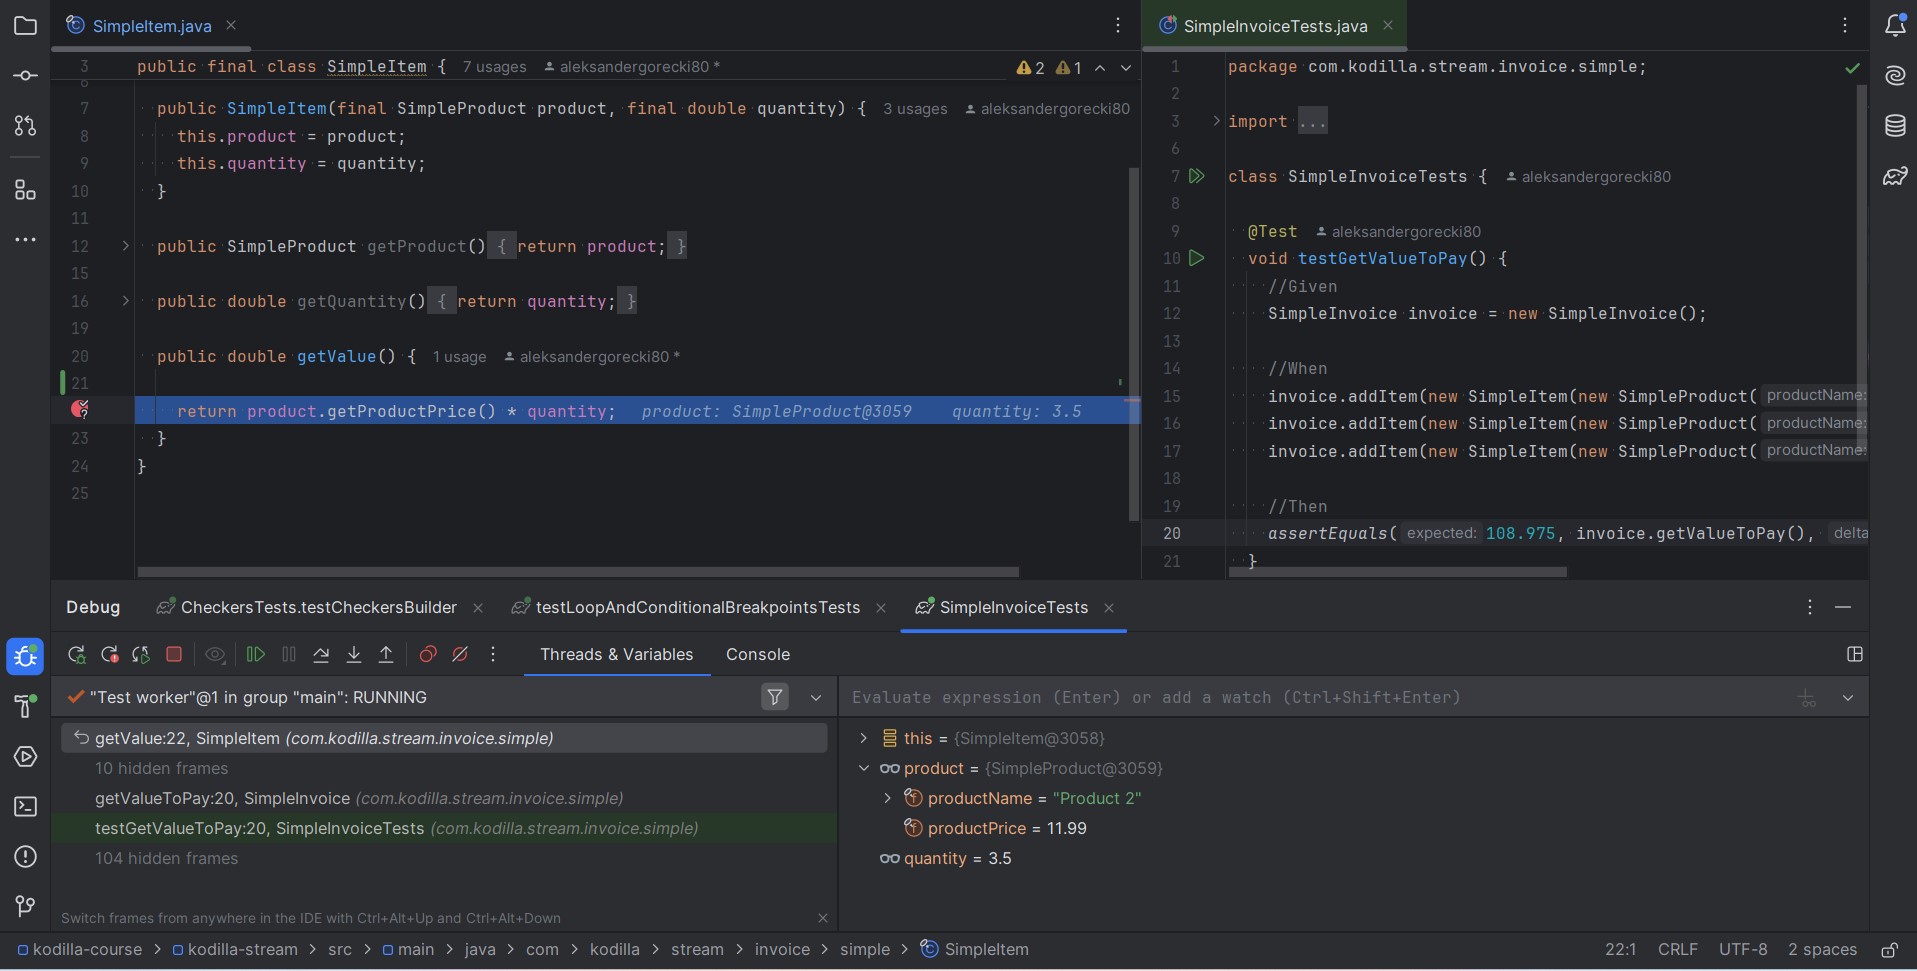 SimpleItem.java
SimpleInvoiceTests.java
3 public final class SimpleItem { 7 usages aleksandergorecki80 *
2 1
6
7 public SimpleItem(final SimpleProduct product, final double quantity) { 3 usages aleksandergorecki80
8 this.product = product;
9 this.quantity = quantity;
10 }
11
12 public SimpleProduct getProduct() { return product; }
15
16 public double getQuantity() { return quantity; }
19
20 public double getValue() { 1 usage aleksandergorecki80 *
21
return product.getProductPrice() * quantity; product: SimpleProduct@3059 quantity: 3.5
23 }
24 }
25
1 package com.kodilla.stream.invoice.simple;
2
3 import ...
6
7 class SimpleInvoiceTests { aleksandergorecki80
8
9 @Test aleksandergorecki80
10 void testGetValueToPay() {
11 //Given
12 SimpleInvoice invoice = new SimpleInvoice();
13
14 //When
15 invoice.addItem(new SimpleItem(new SimpleProduct( productName:
16 invoice.addItem(new SimpleItem(new SimpleProduct( productName:
17 invoice.addItem(new SimpleItem(new SimpleProduct( productName:
18
19 //Then
20 assertEquals( expected: 108.975, invoice.getValueToPay(), delta
21 }
Debug CheckersTests.testCheckersBuilder testLoopAndConditionalBreakpointsTests SimpleInvoiceTests
Threads & Variables Console
"Test worker"@1 in group "main": RUNNING
Evaluate expression (Enter) or add a watch (Ctrl+Shift+Enter)
getValue:22, SimpleItem (com.kodilla.stream.invoice.simple)
10 hidden frames
getValueToPay:20, SimpleInvoice (com.kodilla.stream.invoice.simple)
testGetValueToPay:20, SimpleInvoiceTests (com.kodilla.stream.invoice.simple)
104 hidden frames
Switch frames from anywhere in the IDE with Ctrl+Alt+Up and Ctrl+Alt+Down
this = {SimpleItem@3058}
product = {SimpleProduct@3059}
productName = "Product 2"
productPrice = 11.99
quantity = 3.5
kodilla-course > kodilla-stream > src > main > java > com > kodilla > stream > invoice > simple > SimpleItem
22:1 CRLF UTF-8 2 spaces